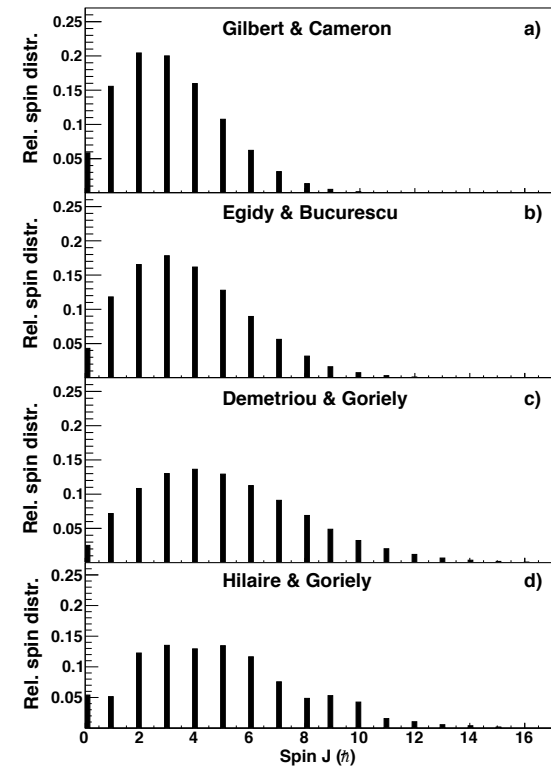 0.25
Gilbert & Cameron
a)
0.2
0.15
0.1
0.05
Rel. spin distr.
0.25
Egidy & Bucurescu
b)
0.2
0.15
0.1
0.05
Rel. spin distr.
0.25
Demetriou & Goriely
c)
0.2
0.15
0.1
0.05
Rel. spin distr.
0.25
Hilaire & Goriely
d)
0.2
0.15
0.1
0.05
Rel. spin distr.
0 2 4 6 8 10 12 14 16
Spin J (ℏ)